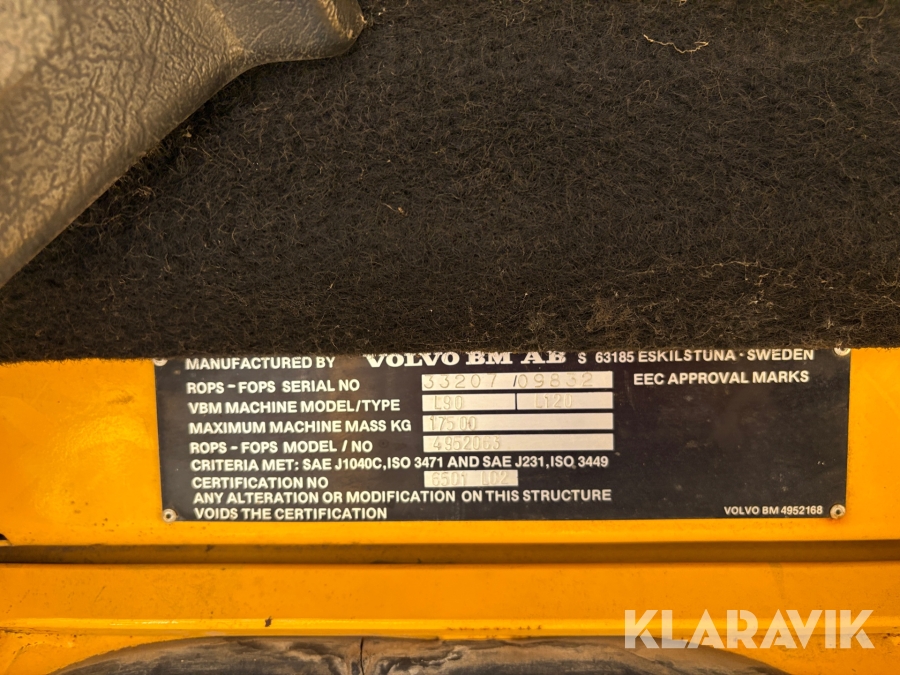 MANUFACTURED BY VOLVO BM AB S 63185 ESKILSTUNA · SWEDEN
ROPS-FOPS SERIAL NO 33207 / 09832 EEC APPROVAL MARKS
VBM MACHINE MODEL/TYPE L90 L120
MAXIMUM MACHINE MASS KG 17500
ROPS-FOPS MODEL / NO 4952063
CRITERIA MET: SAE J1040C, ISO 3471 AND SAE J231, ISO 3449
CERTIFICATION NO 6501 L02
ANY ALTERATION OR MODIFICATION ON THIS STRUCTURE
VOIDS THE CERTIFICATION
VOLVO BM 4952168
KLARAVIK